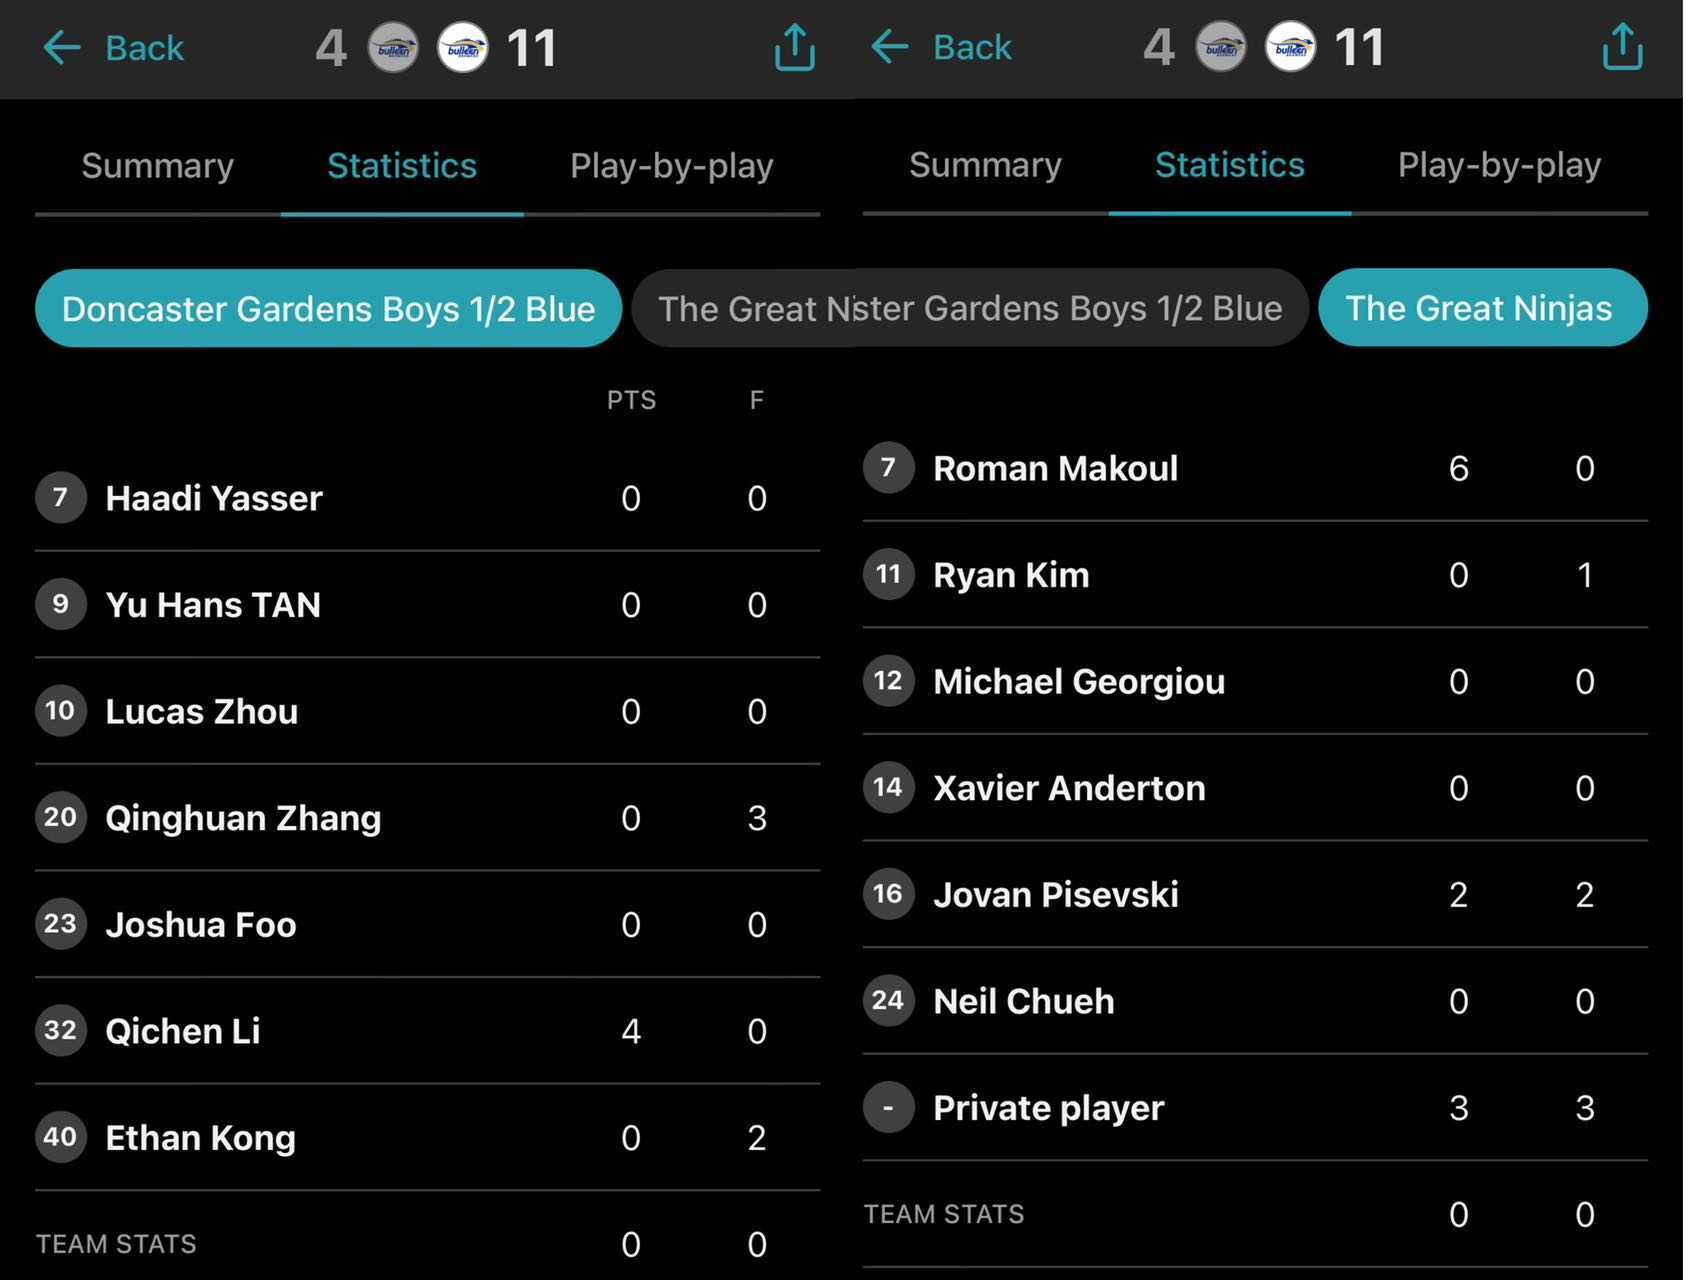 Back 4 bulleen bulleen 11
Summary Statistics Play-by-play
Doncaster Gardens Boys 1/2 Blue The Great N
PTS F
7 Haadi Yasser 0 0
9 Yu Hans TAN 0 0
10 Lucas Zhou 0 0
20 Qinghuan Zhang 0 3
23 Joshua Foo 0 0
32 Qichen Li 4 0
40 Ethan Kong 0 2
TEAM STATS 0 0
Back 4 bulleen bulleen 11
Summary Statistics Play-by-play
ster Gardens Boys 1/2 Blue The Great Ninjas
7 Roman Makoul 6 0
11 Ryan Kim 0 1
12 Michael Georgiou 0 0
14 Xavier Anderton 0 0
16 Jovan Pisevski 2 2
24 Neil Chueh 0 0
- Private player 3 3
TEAM STATS 0 0